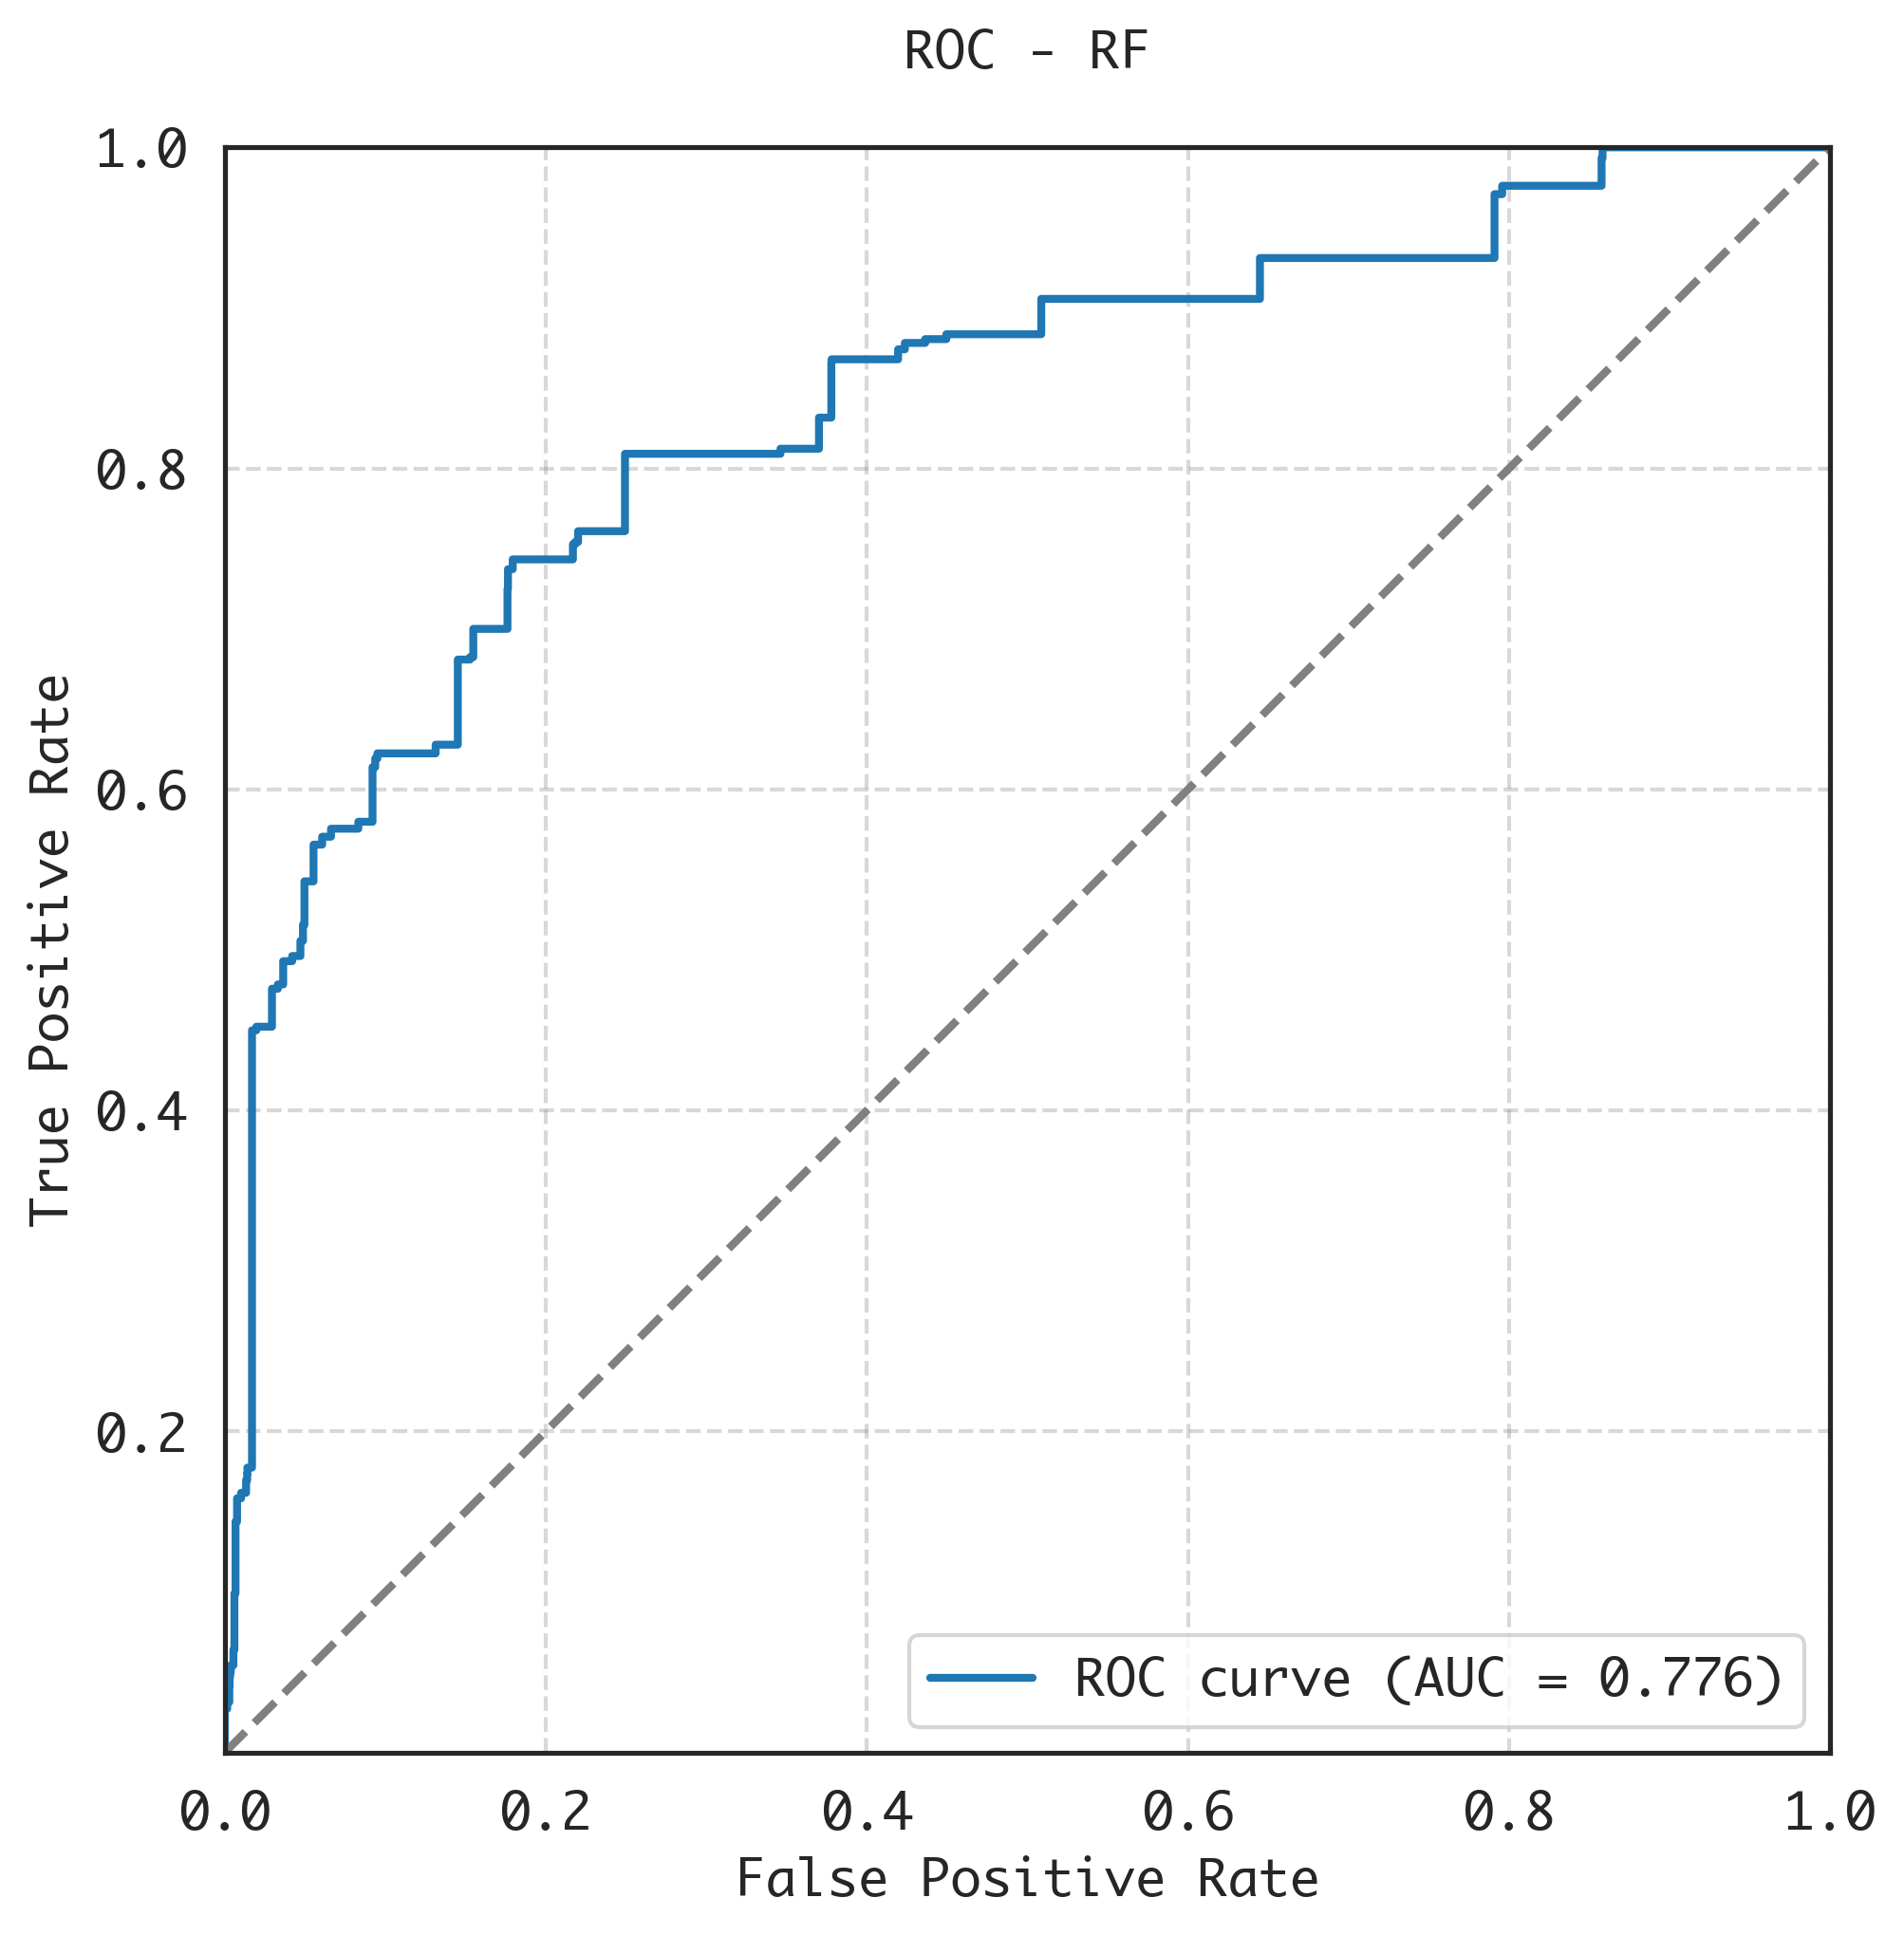 ROC - RF
1.0
0.8
0.6
0.4
0.2
True Positive Rate
ROC curve (AUC = 0.776)
0.0 0.2 0.4 0.6 0.8 1.0
False Positive Rate